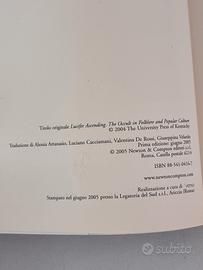 Titolo originale Lucifer Ascending. The Occult in Folklore and Popular Culture
© 2004 The University Press of Kentucky
Traduzione di Alessia Attanasio, Luciano Cacciamani, Valentina De Rossi, Giuseppina
Prima edizione: giugno 2005
© 2005 Newton & Compton editori s.r.l.
Roma, Casella postale 6214
ISBN 88-541-0434-7
www.newtoncompton.com
Realizzazione a cura di
Stampato nel giugno 2005 presso la Legatoria del Sud s.r.l., Ariccia (Roma)
subito